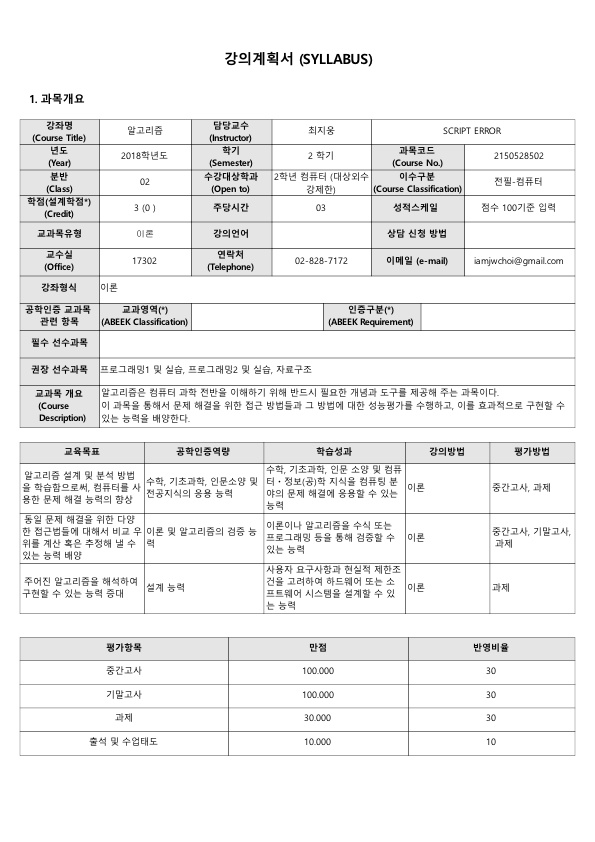 강의계획서 (SYLLABUS)
1. 과목개요
강좌명 (Course Title) 알고리즘 담당교수 (Instructor) 최지웅 SCRIPT ERROR
년도 (Year) 2018학년도 학기 (Semester) 2 학기 과목코드 (Course No.) 2150528502
분반 (Class) 02 수강대상학과 (Open to) 2학년 컴퓨터 (대상외수강제한) 이수구분 (Course Classification) 전필-컴퓨터
학점(설계학점*) (Credit) 3 (0 ) 주당시간 03 성적스케일 점수 100기준 입력
교과목유형 이론 강의언어 상담 신청 방법
교수실 (Office) 17302 연락처 (Telephone) 02-828-7172 이메일 (e-mail) iamjwchoi@gmail.com
강좌형식 이론
공학인증 교과목 관련 항목 교과영역(*) (ABEEK Classification) 인증구분(*) (ABEEK Requirement)
필수 선수과목
권장 선수과목 프로그래밍1 및 실습, 프로그래밍2 및 실습, 자료구조
교과목 개요 (Course Description)
알고리즘은 컴퓨터 과학 전반을 이해하기 위해 반드시 필요한 개념과 도구를 제공해 주는 과목이다.
이 과목을 통해서 문제 해결을 위한 접근 방법들과 그 방법에 대한 성능평가를 수행하고, 이를 효과적으로 구현할 수
있는 능력을 배양한다.
교육목표 공학인증역량 학습성과 강의방법 평가방법
알고리즘 설계 및 분석 방법
을 학습함으로써, 컴퓨터를 사
용한 문제 해결 능력의 향상
수학, 기초과학, 인문소양 및
전공지식의 응용 능력
수학, 기초과학, 인문 소양 및 컴퓨
터・정보(공)학 지식을 컴퓨팅 분
야의 문제 해결에 응용할 수 있는
능력
이론
중간고사, 과제
동일 문제 해결을 위한 다양
한 접근법들에 대해서 비교 우
위를 계산 혹은 추정해 낼 수
있는 능력 배양
이론 및 알고리즘의 검증 능
력
이론이나 알고리즘을 수식 또는
프로그래밍 등을 통해 검증할 수
있는 능력
이론
중간고사, 기말고사,
과제
주어진 알고리즘을 해석하여
구현할 수 있는 능력 증대
설계 능력
사용자 요구사항과 현실적 제한조
건을 고려하여 하드웨어 또는 소
프트웨어 시스템을 설계할 수 있
는 능력
이론
과제
평가항목 만점 반영비율
중간고사 100.000 30
기말고사 100.000 30
과제 30.000 30
출석 및 수업태도 10.000 10